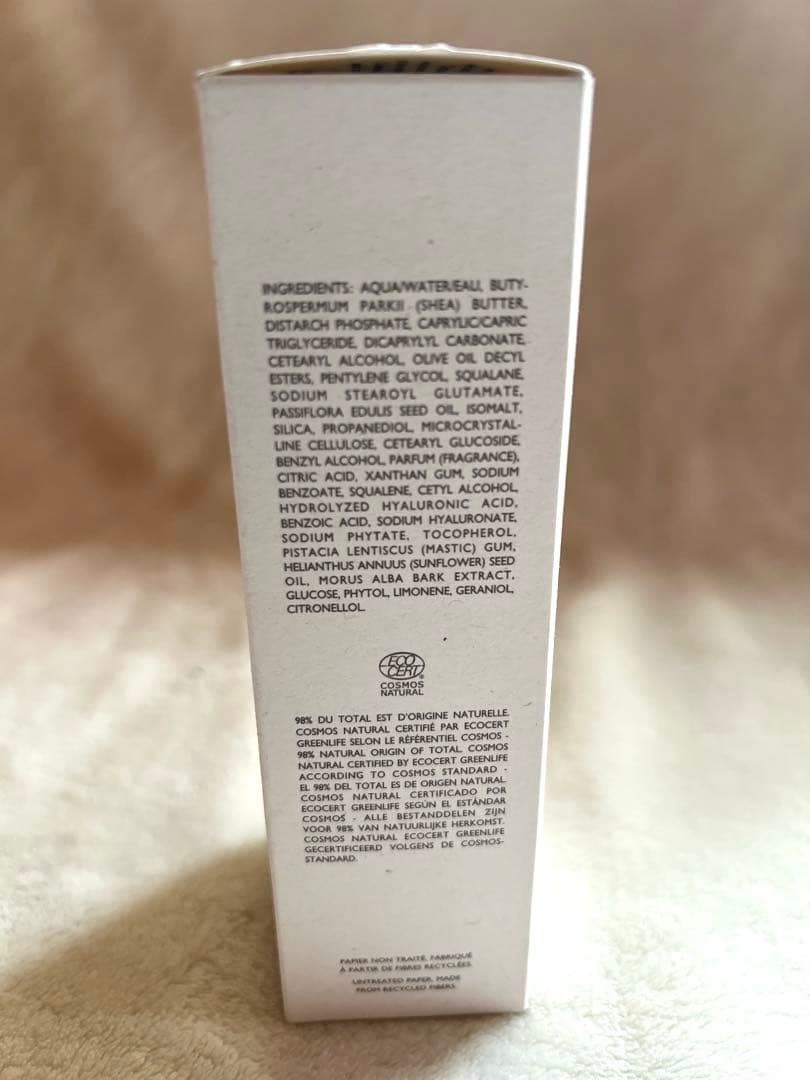 INGREDIENTS: AQUA/WATER/EAU, BUTY-
ROSPERMUM PARKII (SHEA) BUTTER,
DISTARCH PHOSPHATE, CAPRYLIC/CAPRIC
TRIGLYCERIDE, DICAPRYLYL CARBONATE,
CETEARYL ALCOHOL, OLIVE OIL DECYL
ESTERS, PENTYLENE GLYCOL, SQUALANE,
SODIUM STEAROYL GLUTAMATE,
PASSIFLORA EDULIS SEED OIL, ISOMALT,
SILICA, PROPANEDIOL, MICROCRYSTAL-
LINE CELLULOSE, CETEARYL GLUCOSIDE,
BENZYL ALCOHOL, PARFUM (FRAGRANCE),
CITRIC ACID, XANTHAN GUM, SODIUM
BENZOATE, SQUALENE, CETYL ALCOHOL,
HYDROLYZED HYALURONIC ACID,
BENZOIC ACID, SODIUM HYALURONATE,
SODIUM PHYTATE, TOCOPHEROL,
PISTACIA LENTISCUS (MASTIC) GUM,
HELIANTHUS ANNUUS (SUNFLOWER) SEED
OIL, MORUS ALBA BARK EXTRACT,
GLUCOSE, PHYTOL, LIMONENE, GERANIOL,
CITRONELLOL.
ECO
CERT®
COSMOS
NATURAL
98% DU TOTAL EST D'ORIGINE NATURELLE.
COSMOS NATURAL CERTIFIÉ PAR ECOCERT
GREENLIFE SELON LE RÉFÉRENTIEL COSMOS -
98% NATURAL ORIGIN OF TOTAL. COSMOS
NATURAL CERTIFIED BY ECOCERT GREENLIFE
ACCORDING TO COSMOS STANDARD -
EL 98% DEL TOTAL ES DE ORIGEN NATURAL.
COSMOS NATURAL CERTIFICADO POR
ECOCERT GREENLIFE SEGÚN EL ESTÁNDAR
COSMOS - ALLE BESTANDDELEN ZIJN
VOOR 98% VAN NATUURLIJKE HERKOMST.
COSMOS NATURAL ECOCERT GREENLIFE
GECERTIFICEERD VOLGENS DE COSMOS-
STANDARD.
PAPIER NON TRAITÉ, FABRIQUÉ
À PARTIR DE FIBRES RECYCLÉES.
UNTREATED PAPER, MADE
FROM RECYCLED FIBERS.